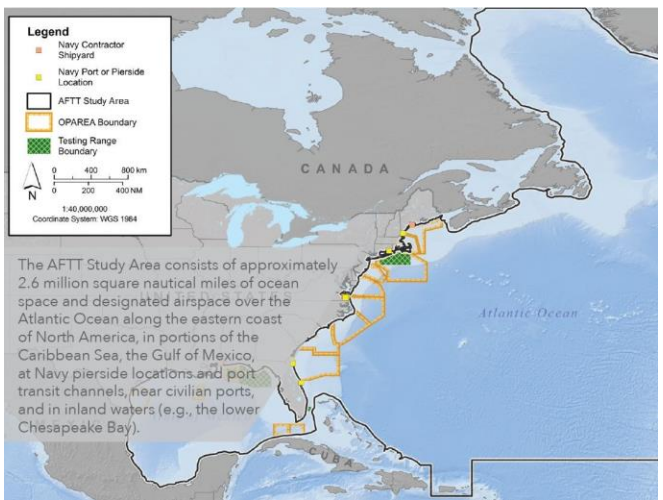 Legend
Navy Contractor
Shipyard
Navy Port or Pierside
Location
AFTT Study Area
OPAREA Boundary
Testing Range
Boundary
0 400 800 km
0 200 400 NM
N
1:40,000,000
Coordinate System: WGS 1984
CANADA
The AFTT Study Area consists of approximately
2.6 million square nautical miles of ocean
space and designated airspace over the
Atlantic Ocean along the eastern coast
of North America, in portions of the
Caribbean Sea, the Gulf of Mexico,
at Navy pierside locations and port
transit channels, near civilian ports,
and in inland waters (e.g., the lower
Chesapeake Bay).
UNITED STATES
Atlantic Ocean
CUBA